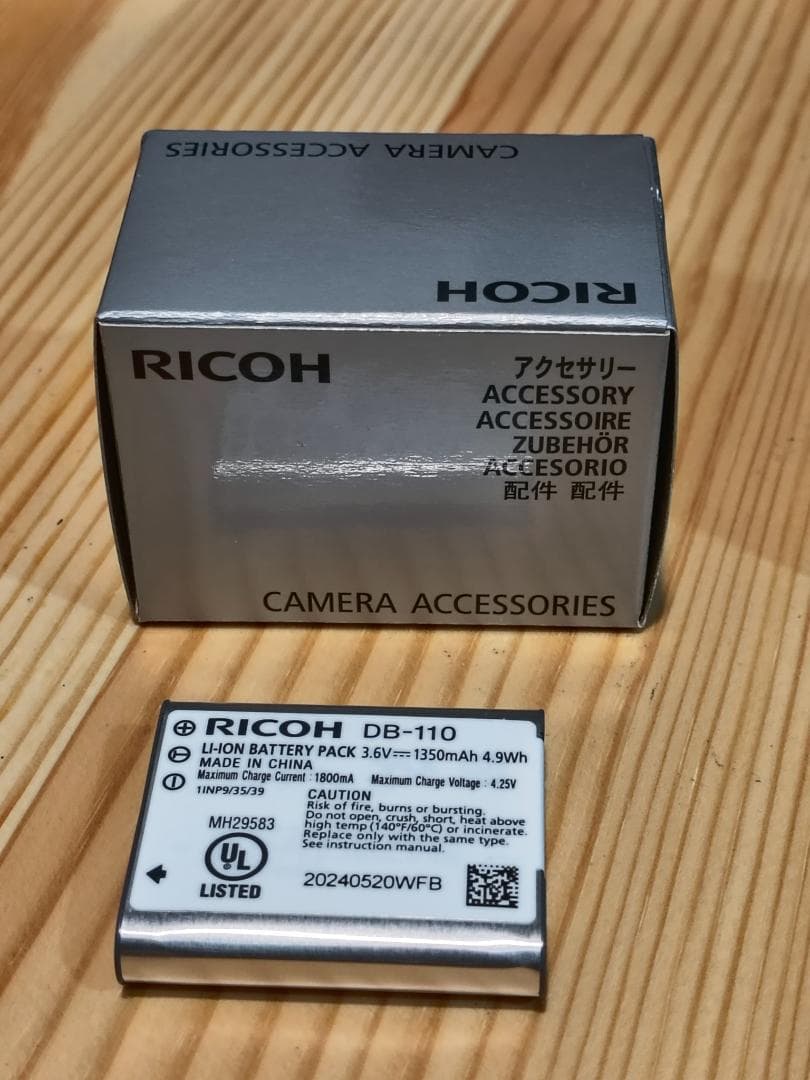 CAMERA ACCESSORIES
RICOH
RICOH
アクセサリー
ACCESSORY
ACCESSOIRE
ZUBEHÖR
ACCESORIO
配件 配件
CAMERA ACCESSORIES
RICOH DB-110
LI-ION BATTERY PACK 3.6V⎓1350mAh 4.9Wh
MADE IN CHINA
Maximum Charge Current : 1800mA Maximum Charge Voltage : 4.25V
1INP9/35/39
CAUTION
Risk of fire, burns or bursting.
Do not open, crush, short, heat above
high temp (140°F/60°C) or incinerate.
Replace only with the same type.
See instruction manual.
MH29583
UL
LISTED
20240520WFB